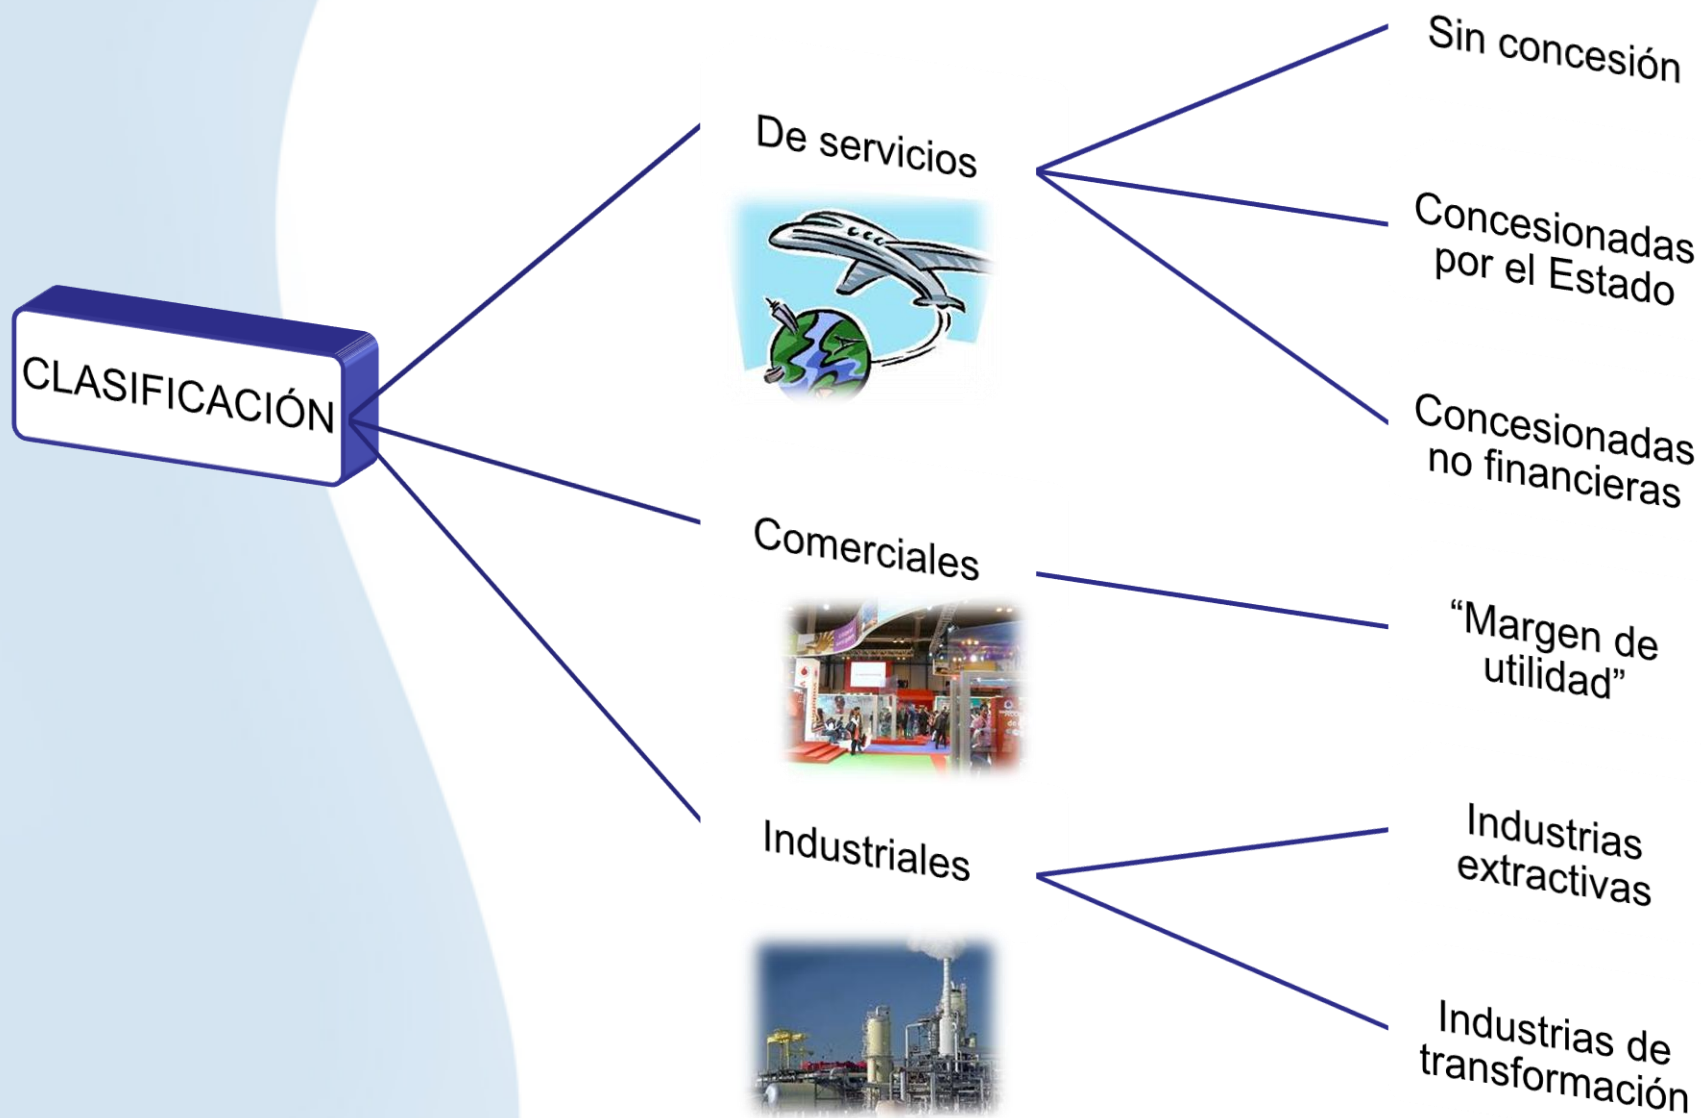 CLASIFICACIÓN
De servicios
Sin concesión
Concesionadas
por el Estado
Concesionadas
no financieras
Comerciales
“Margen de
utilidad”
Industriales
Industrias
extractivas
Industrias de
transformación